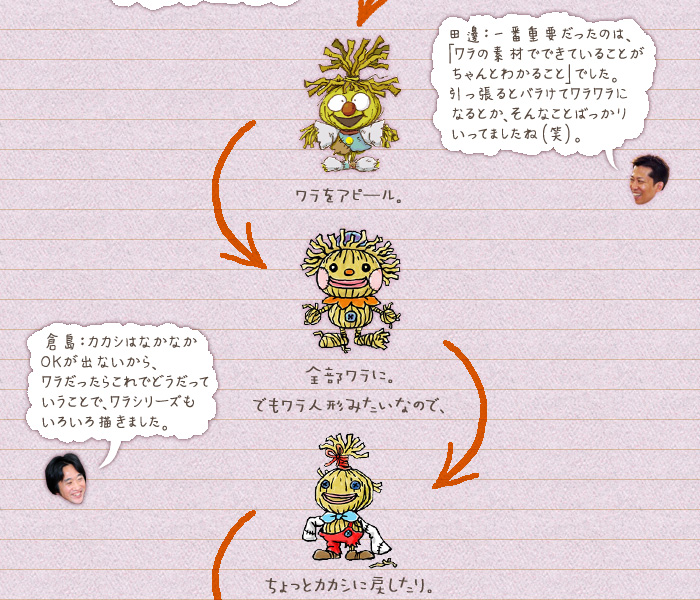 田邊：一番重要だったのは、
「ワラの素材でできていることが
ちゃんとわかること」でした。
引っ張るとバラけてワラワラに
なるとか、そんなことばっかり
いってましたね（笑）。
ワラをアピール。
倉島：カカシはなかなか
OKが出ないから、
ワラだったらこれでどうだって
いうことで、ワラシリーズも
いろいろ描きました。
全部ワラに。
でもワラ人形みたいなので、
ちょっとカカシに戻したり。